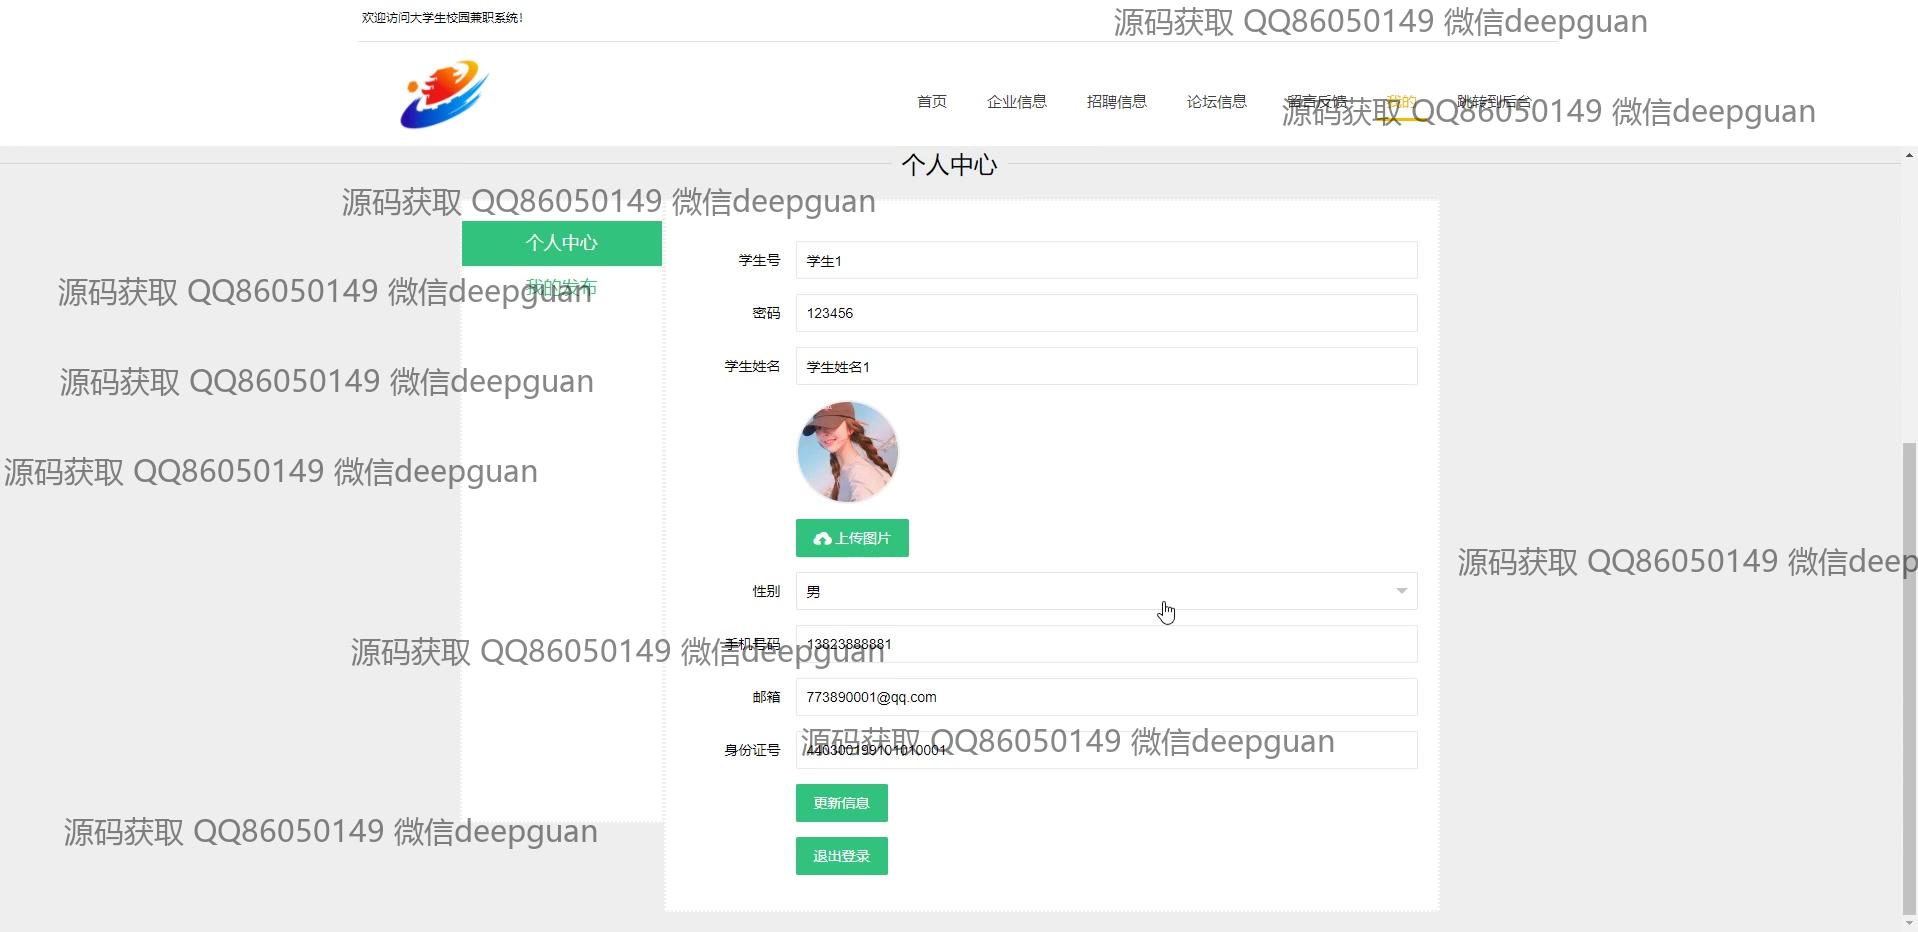 欢迎访问大学生校园兼职系统!
源码获取 QQ86050149 微信deepguan
首页 企业信息 招聘信息 论坛信息 留言反馈 我的 跳转到后台
源码获取 QQ86050149 微信deepguan
个人中心
源码获取 QQ86050149 微信deepguan
个人中心
学生号 学生1
我的发布
源码获取 QQ86050149 微信deepguan
密码 123456
学生姓名 学生姓名1
源码获取 QQ86050149 微信deepguan
源码获取 QQ86050149 微信deepguan
上传图片
源码获取 QQ86050149 微信deep
性别 男
手机号码 13823888881
源码获取 QQ86050149 微信deepguan
邮箱 773890001@qq.com
源码获取 QQ86050149 微信deepguan
身份证号 440300199101010001
更新信息
源码获取 QQ86050149 微信deepguan
退出登录